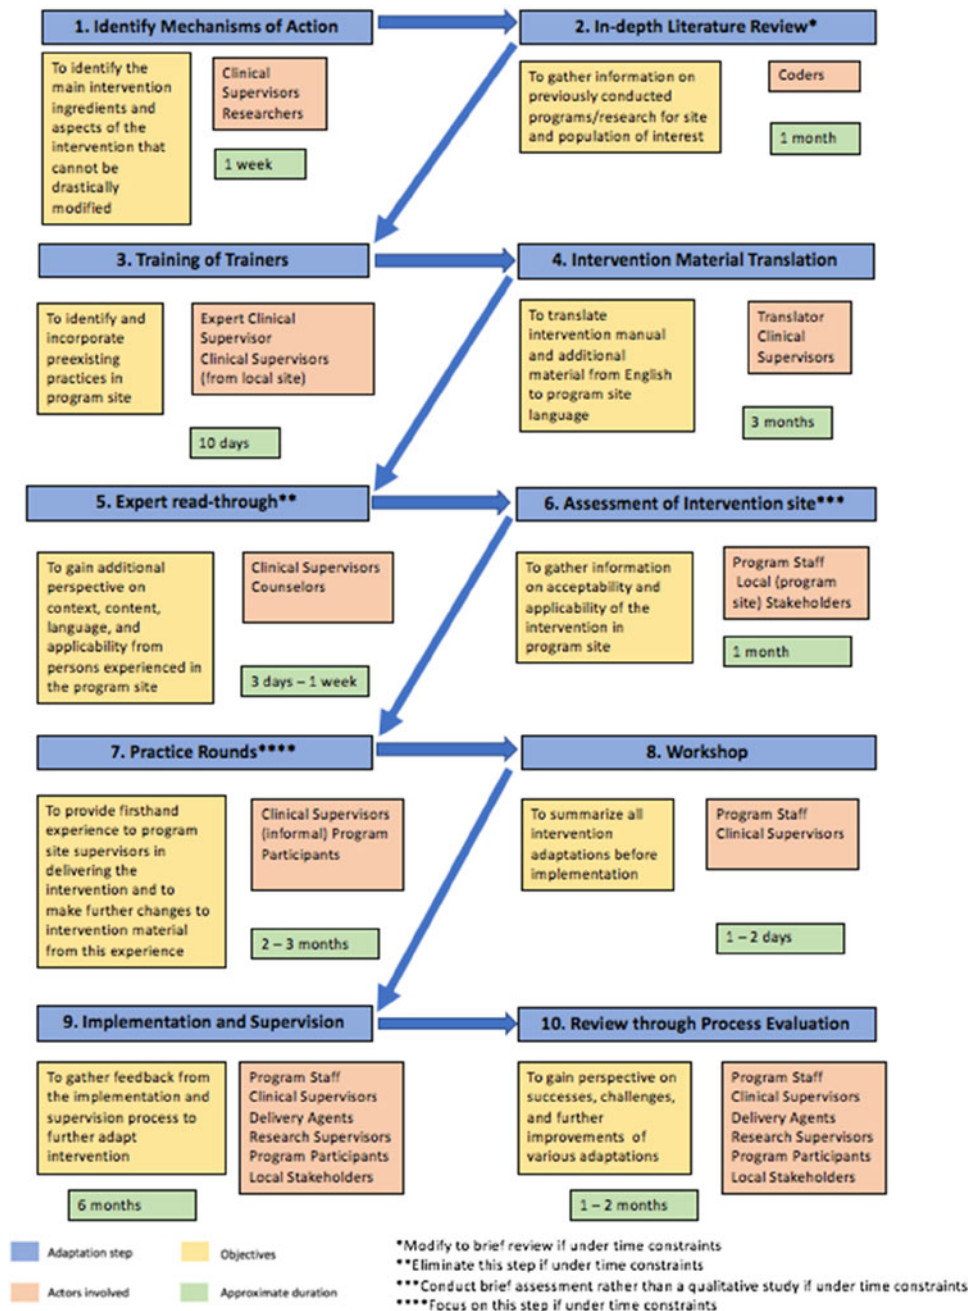 1. Identify Mechanisms of Action
2. In-depth Literature Review*
To identify the
main intervention
ingredients and
aspects of the
intervention that
cannot be
drastically
modified
Clinical
Supervisors
Researchers
1 week
To gather information on
previously conducted
programs/research for site
and population of interest
Coders
1 month
3. Training of Trainers
4. Intervention Material Translation
To identify and
incorporate
preexisting
practices in
program site
Expert Clinical
Supervisor
Clinical Supervisors
(from local site)
10 days
To translate
intervention manual
and additional
material from English
to program site
language
Translator
Clinical
Supervisors
3 months
5. Expert read-through**
6. Assessment of Intervention site***
To gain additional
perspective on
context, content,
language, and
applicability from
persons experienced in
the program site
Clinical Supervisors
Counselors
3 days – 1 week
To gather information
on acceptability and
applicability of the
intervention in
program site
Program Staff
Local (program
site) Stakeholders
1 month
7. Practice Rounds****
8. Workshop
To provide firsthand
experience to program
site supervisors in
delivering the
intervention and to
make further changes to
intervention material
from this experience
Clinical Supervisors
(informal) Program
Participants
2 – 3 months
To summarize all
intervention
adaptations before
implementation
Program Staff
Clinical Supervisors
1 – 2 days
9. Implementation and Supervision
10. Review through Process Evaluation
To gather feedback from
the implementation and
supervision process to
further adapt
intervention
Program Staff
Clinical Supervisors
Delivery Agents
Research Supervisors
Program Participants
Local Stakeholders
6 months
To gain perspective on
successes, challenges,
and further
improvements of
various adaptations
Program Staff
Clinical Supervisors
Delivery Agents
Research Supervisors
Program Participants
Local Stakeholders
1 – 2 months
Adaptation step
Objectives
Actors involved
Approximate duration
*Modify to brief review if under time constraints
**Eliminate this step if under time constraints
***Conduct brief assessment rather than a qualitative study if under time constraints
****Focus on this step if under time constraints